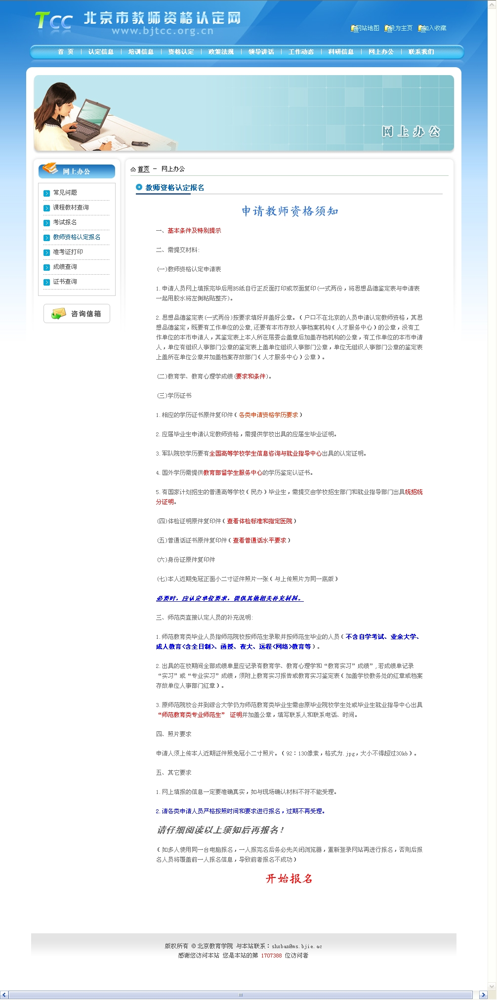 Tcc 北京市教师资格认定网
www.bjtcc.org.cn
网站地图 设为主页 加入收藏
首 页 | 认定信息 | 培训信息 | 资格认定 | 政策法规 | 领导讲话 | 工作动态 | 科研信息 | 网上办公 | 联系我们
网上办公
网上办公
常见问题
课程教材查询
考试报名
教师资格认定报名
准考证打印
成绩查询
证书查询
咨询信箱
首页 － 网上办公
教师资格认定报名
申请教师资格须知
一、基本条件及特别提示
二、需提交材料:
(一)教师资格认定申请表
1.申请人员网上填报完毕后用B5纸自行正反面打印或双面复印(一式两份，将思想品德鉴定表与申请表
一起用胶水将左侧粘贴整齐)。
2.思想品德鉴定表(一式两份)按要求填好并盖好公章。（户口不在北京的人员申请认定教师资格，其思
想品德鉴定，既要有工作单位的公章,还要有本市存放人事档案机构（人才服务中心）的公章，没有工
作单位的本市申请人，其鉴定表上本人所在居委会盖章后加盖存档机构的公章，有工作单位的本市申请
人，单位有组织人事部门公章的鉴定表上盖单位组织人事部门公章，单位无组织人事部门公章的鉴定表
上盖所在单位公章并加盖档案存放部门（人才服务中心）公章）。
(二)教育学、教育心理学成绩(要求和条件)。
(三)学历证书
1.相应的学历证书原件复印件（各类申请资格学历要求）
2.应届毕业生申请认定教师资格，需提供学校出具的应届生毕业证明。
3.军队院校学历要有全国高等学校学生信息咨询与就业指导中心出具的认定证明。
4.国外学历需提供教育部留学生服务中心的学历鉴定认证书。
5.有国家计划招生的普通高等学校（民办）毕业生，需提交由学校招生部门和就业指导部门出具统招统
分证明。
(四)体检证明原件复印件（查看体检标准和指定医院）
(五)普通话证书原件复印件（查看普通话水平要求）
(六)身份证原件复印件
(七)本人近期免冠正面小二寸证件照片一张（与上传照片为同一底版）
必要时，应认定单位要求，提供其他相关补充材料。
三、师范类直接认定人员的补充说明:
1.师范教育类毕业人员指师范院校按师范生录取并按师范生毕业的人员（不含自学考试、业余大学、
成人教育<含全日制>、函授、夜大、远程<网络>教育等）。
2.出具的在校期间全部成绩单里应记录有教育学、教育心理学和“教育实习”成绩”,若成绩单记录
“实习”或“专业实习”成绩，须附上教育实习报告或教育实习鉴定表（加盖学校教务处的红章或档案
存放单位人事部门红章）。
3.原师范院校合并到综合大学仍为师范教育类毕业生需由原毕业院校学生处或毕业生就业指导中心出具
“师范教育类专业师范生” 证明并加盖公章，填写联系人和联系电话、时间。
四、照片要求
申请人须上传本人近期证件照免冠小二寸照片。（92：130像素，格式为.jpg，大小不得超过30kb）。
五、其它要求
1.网上填报的信息一定要准确真实，如与现场确认材料不符不能受理。
2.请各类申请人员严格按照时间和要求进行报名，过期不再受理。
请仔细阅读以上须知后再报名！
（如多人使用同一台电脑报名，一人报完名后务必先关闭浏览器，重新登录网站再进行报名，否则后报
名人员将覆盖前一人报名信息，导致前者报名不成功）
开始报名
版权所有 © 北京教育学院 与本站联系：shxban@ms.bjie.ac
感谢您访问本站 您是本站的第 1707388 位访问者